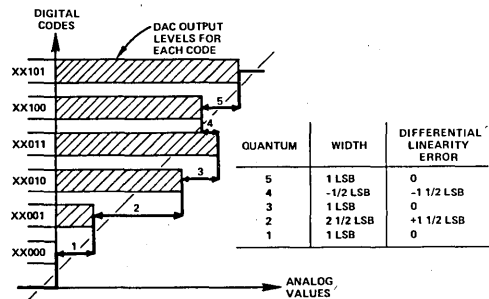 DIGITAL
CODES
DAC OUTPUT
LEVELS FOR
EACH CODE
XX101
XX100
XX011
XX010
XX001
XX000
5
4
3
2
1
ANALOG
VALUES
QUANTUM WIDTH DIFFERENTIAL LINEARITY ERROR
5 1 LSB 0
4 -1/2 LSB -1 1/2 LSB
3 1 LSB 0
2 2 1/2 LSB +1 1/2 LSB
1 1 LSB 0